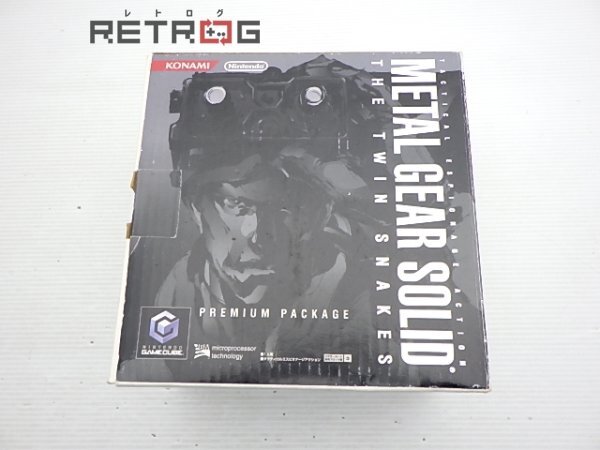 レトログ
RETROG
KONAMI
Nintendo
TACTICAL ESPIONAGE ACTION
METAL GEAR SOLID
THE TWIN SNAKES
PREMIUM PACKAGE
NINTENDO
GAMECUBE
microprocessor
technology